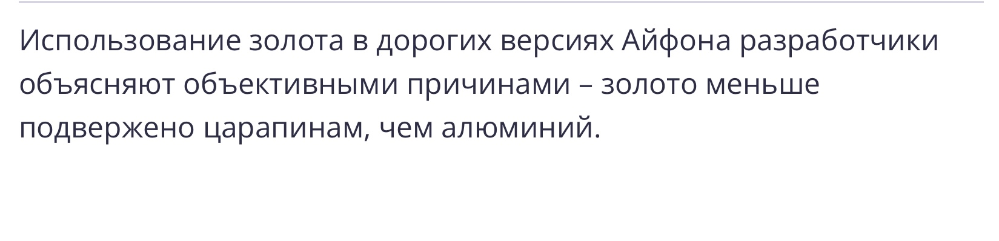 Использование золота в дорогих версиях Айфона разработчики
объясняют объективными причинами – золото меньше
подвержено царапинам, чем алюминий.